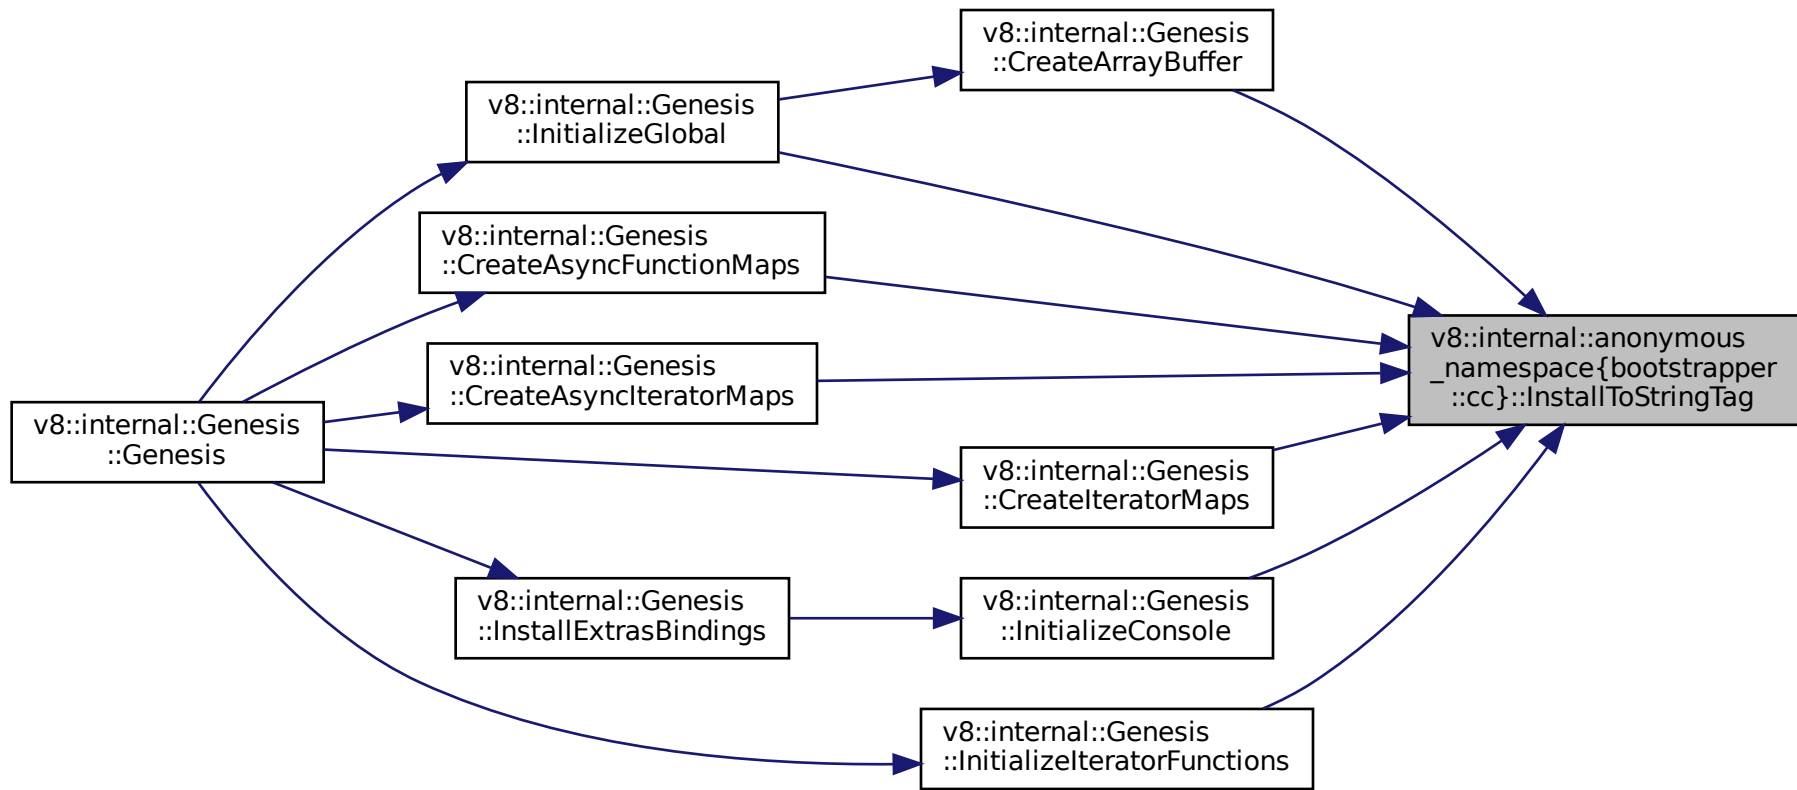 v8::internal::Genesis
::CreateArrayBuffer
v8::internal::Genesis
::InitializeGlobal
v8::internal::Genesis
::CreateAsyncFunctionMaps
v8::internal::anonymous
_namespace{bootstrapper
::cc}::InstallToStringTag
v8::internal::Genesis
::CreateAsyncIteratorMaps
v8::internal::Genesis
::Genesis
v8::internal::Genesis
::CreateIteratorMaps
v8::internal::Genesis
::InstallExtrasBindings
v8::internal::Genesis
::InitializeConsole
v8::internal::Genesis
::InitializeIteratorFunctions